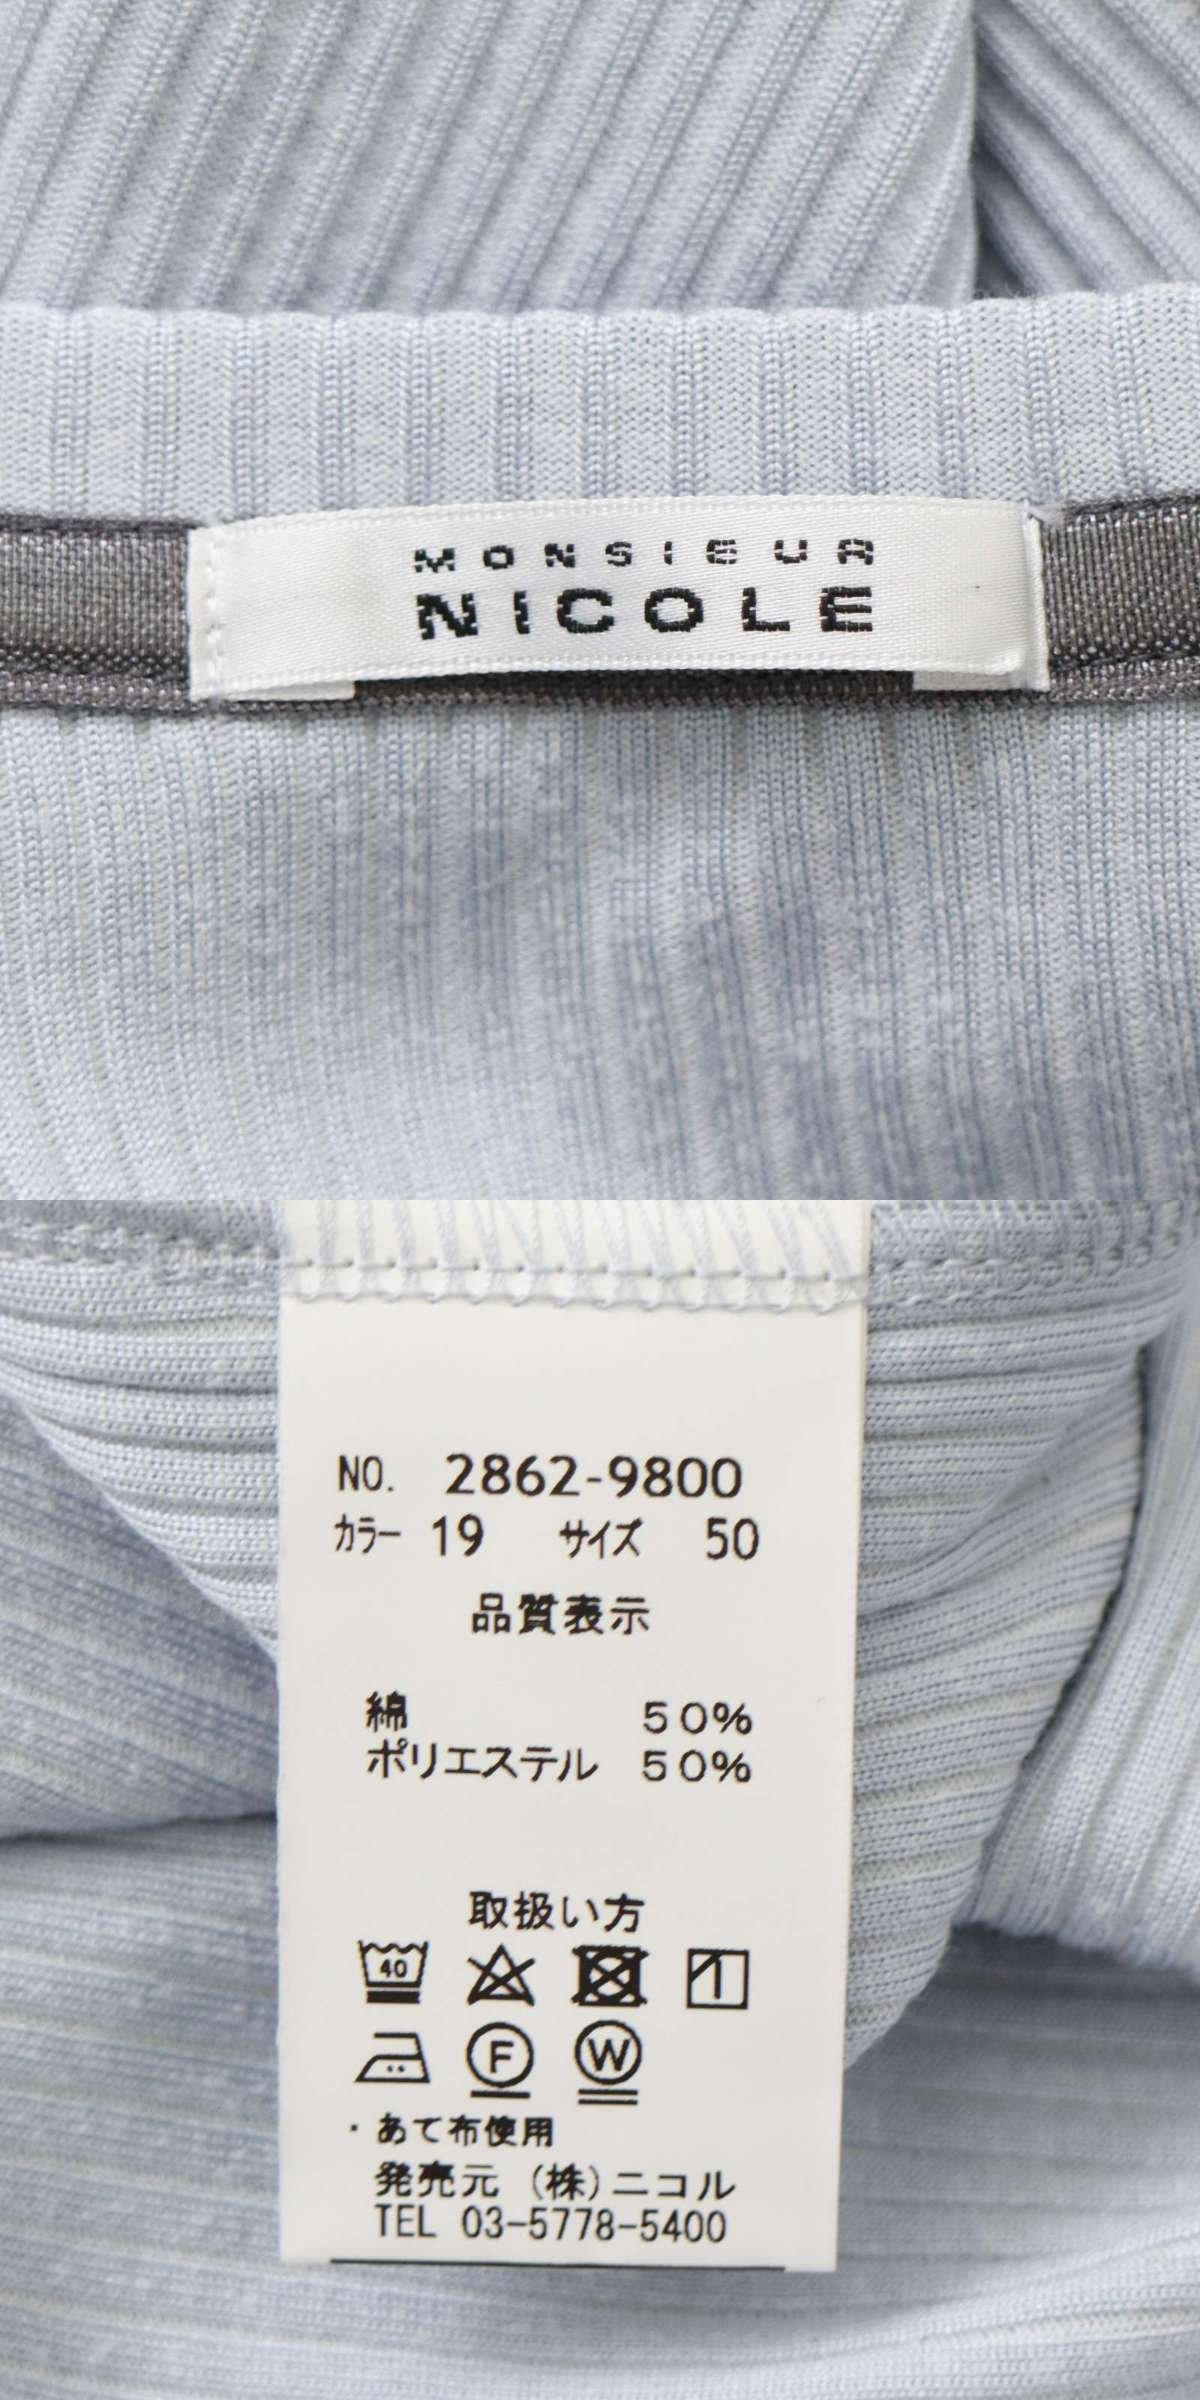 MONSIEUR
NICOLE
NO. 2862-9800
カラー 19 サイズ 50
品質表示
綿 50%
ポリエステル 50%
取扱い方
40
F W
・あて布使用
発売元 (株)ニコル
TEL 03-5778-5400